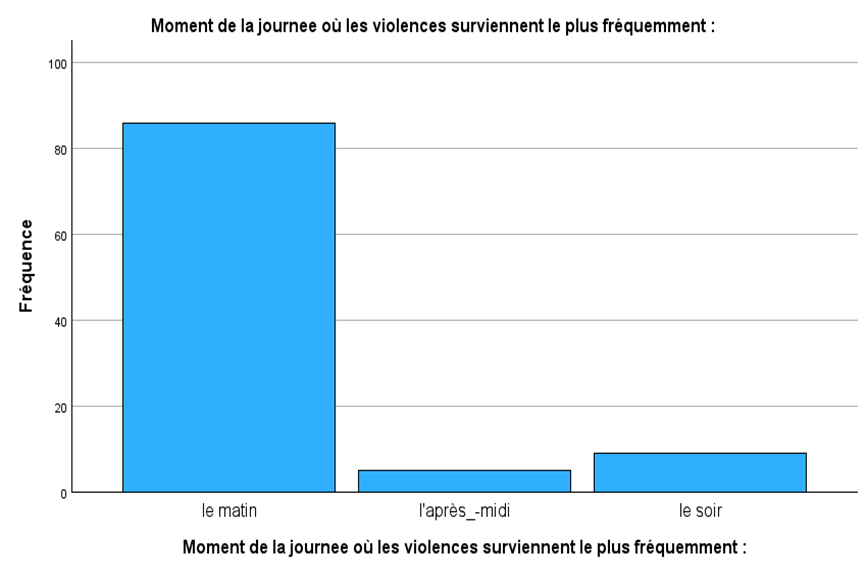 Moment de la journee où les violences surviennent le plus fréquemment :
100
80
60
40
20
0
Fréquence
le matin
l'après_-midi
le soir
Moment de la journee où les violences surviennent le plus fréquemment :